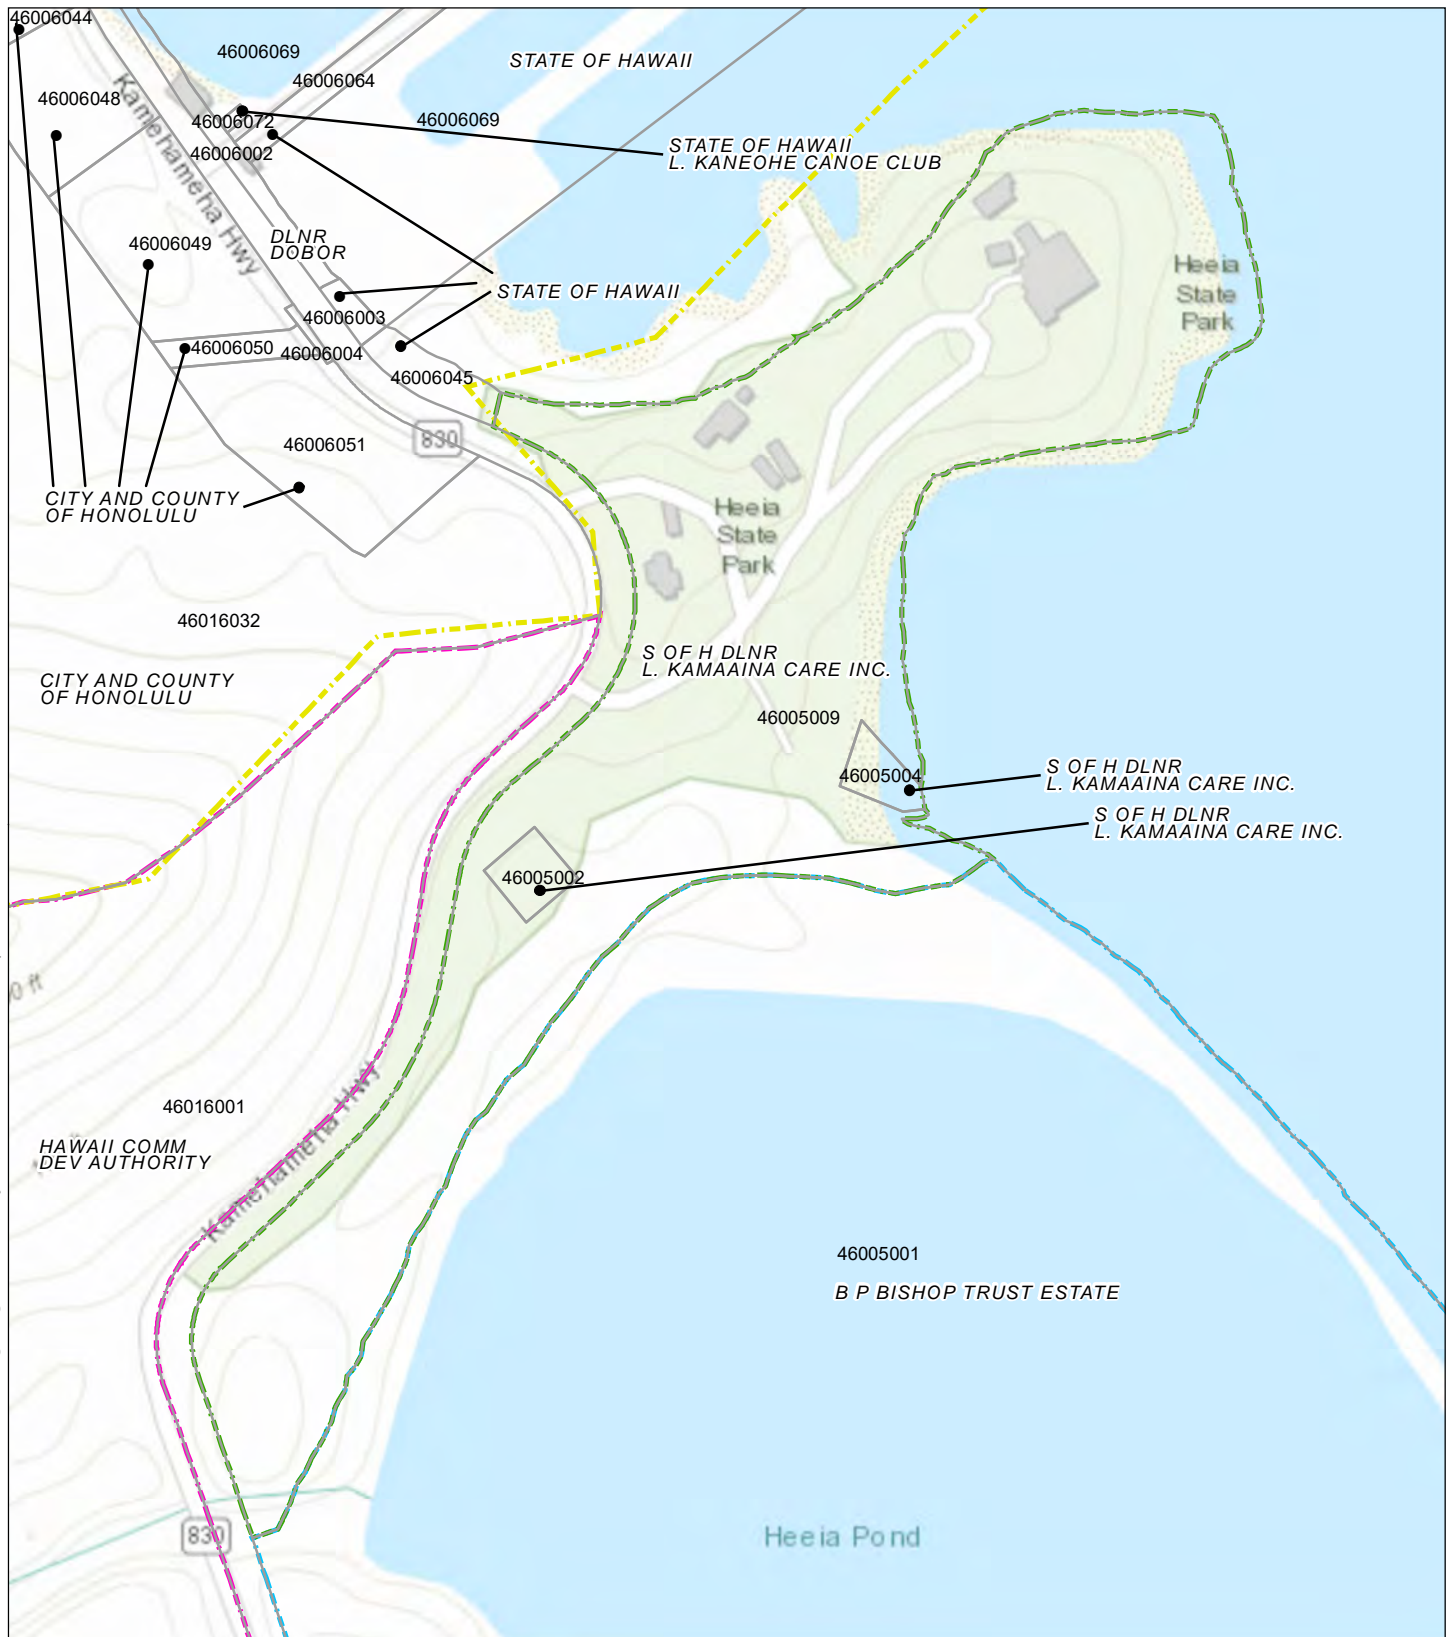 46006044
46006069
STATE OF HAWAII
46006064
46006048
46006069
46006072
Kamehameha Hwy
STATE OF HAWAII
L. KANEOHE CANOE CLUB
46006002
DLNR
DOBOR
46006049
Heeia
State
Park
STATE OF HAWAII
46006003
46006050
46006004
46006045
830
46006051
CITY AND COUNTY
OF HONOLULU
Heeia
State
Park
46016032
S OF H DLNR
L. KAMAAINA CARE INC.
CITY AND COUNTY
OF HONOLULU
46005009
46005004
S OF H DLNR
L. KAMAAINA CARE INC.
S OF H DLNR
L. KAMAAINA CARE INC.
46005002
ft
46016001
Kamehameha Hwy
HAWAII COMM
DEV AUTHORITY
46005001
B P BISHOP TRUST ESTATE
830
Heeia Pond